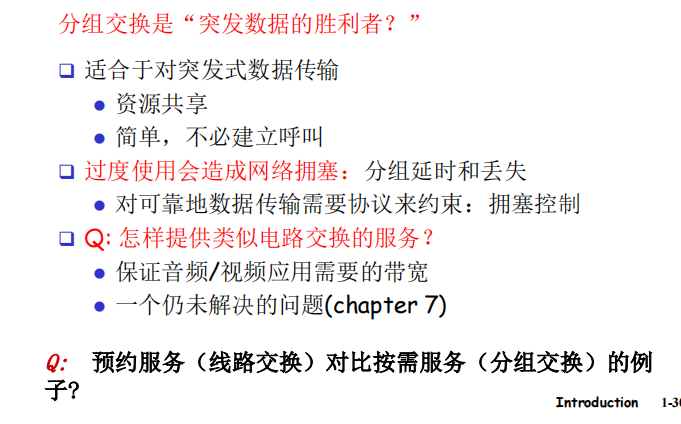 分组交换是“突发数据的胜利者？”
适合于对突发式数据传输
资源共享
简单，不必建立呼叫
过度使用会造成网络拥塞：分组延时和丢失
对可靠地数据传输需要协议来约束：拥塞控制
Q: 怎样提供类似电路交换的服务？
保证音频/视频应用需要的带宽
一个仍未解决的问题(chapter 7)
Q: 预约服务（线路交换）对比按需服务（分组交换）的例
子?
Introduction 1-30